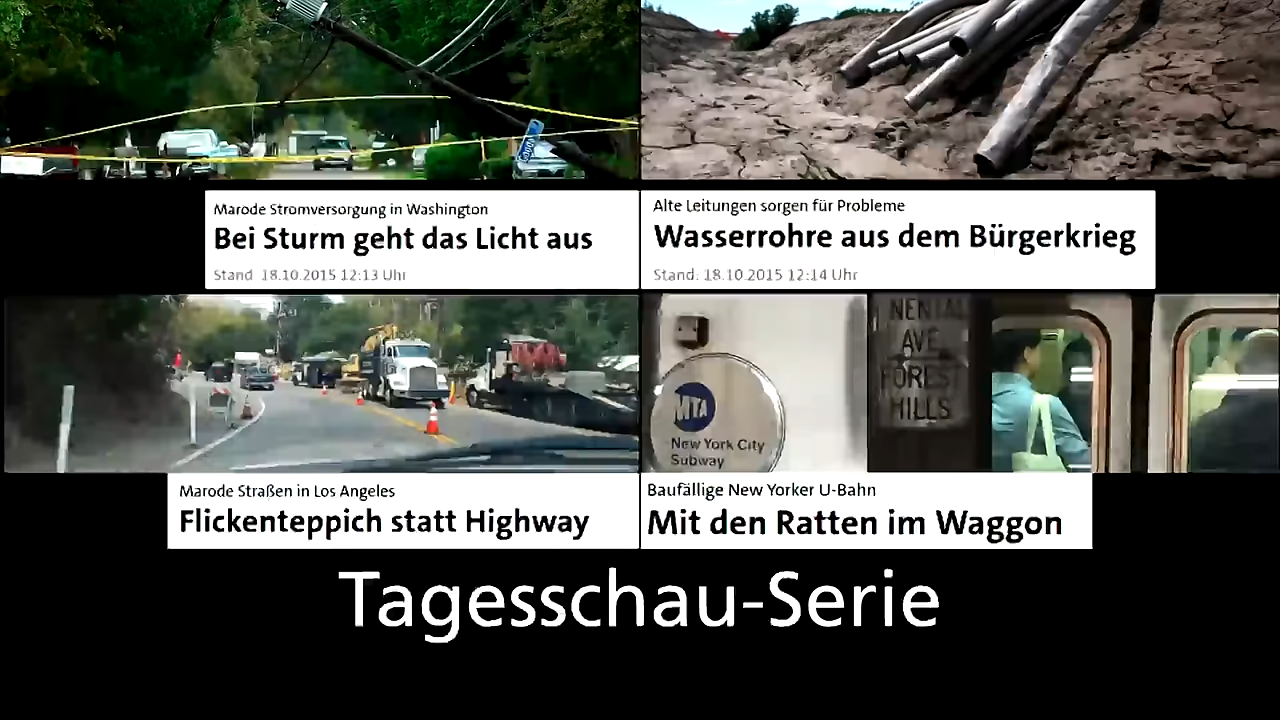 Marode Stromversorgung in Washington
Bei Sturm geht das Licht aus
Stand 18.10.2015 12:13 Uhr
Alte Leitungen sorgen für Probleme
Wasserrohre aus dem Bürgerkrieg
Stand: 18.10.2015 12:14 Uhr
MTA
New York City
Subway
NENTAL
AVE
FOREST
HILLS
Marode Straßen in Los Angeles
Flickenteppich statt Highway
Baufällige New Yorker U-Bahn
Mit den Ratten im Waggon
Tagesschau-Serie